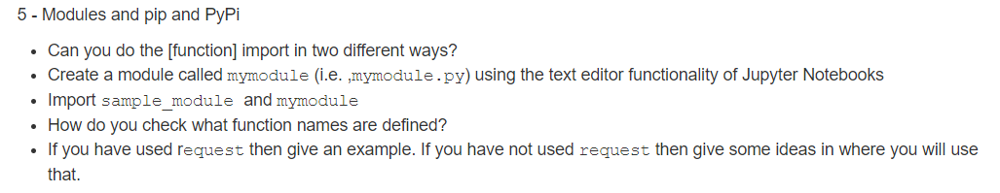 5 - Modules and pip and PyPi
• Can you do the [function] import in two different ways?
• Create a module called mymodule (i.e. ,mymodule.py) using the text editor functionality of Jupyter Notebooks
• Import sample_module and mymodule
• How do you check what function names are defined?
• If you have used request then give an example. If you have not used request then give some ideas in where you will use
that.